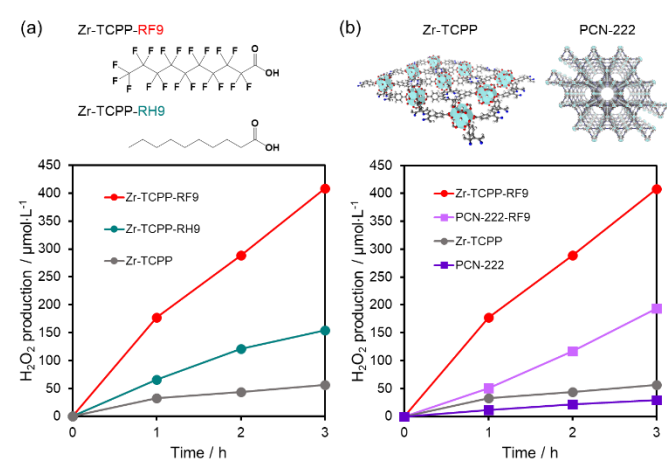 (a)
Zr-TCPP-RF9
F F F F F F F F O
F
F OH
F
F F F F F F F F F
Zr-TCPP-RH9
O
OH
450
400
350
300
250
200
150
100
50
0
H₂O₂ production / µmol·L⁻¹
Zr-TCPP-RF9
Zr-TCPP-RH9
Zr-TCPP
0 1 2 3
Time / h
(b)
Zr-TCPP PCN-222
450
400
350
300
250
200
150
100
50
0
H₂O₂ production / µmol·L⁻¹
Zr-TCPP-RF9
PCN-222-RF9
Zr-TCPP
PCN-222
0 1 2 3
Time / h